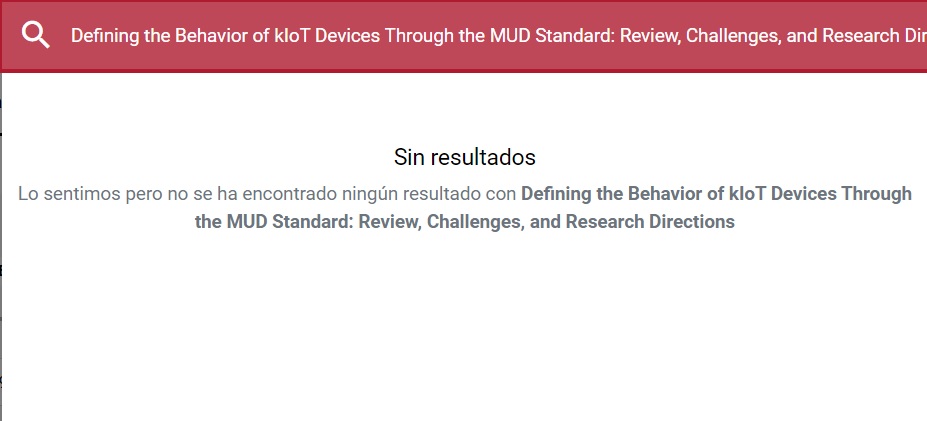 Defining the Behavior of kIoT Devices Through the MUD Standard: Review, Challenges, and Research Dir
Sin resultados
Lo sentimos pero no se ha encontrado ningún resultado con Defining the Behavior of kIoT Devices Through
the MUD Standard: Review, Challenges, and Research Directions